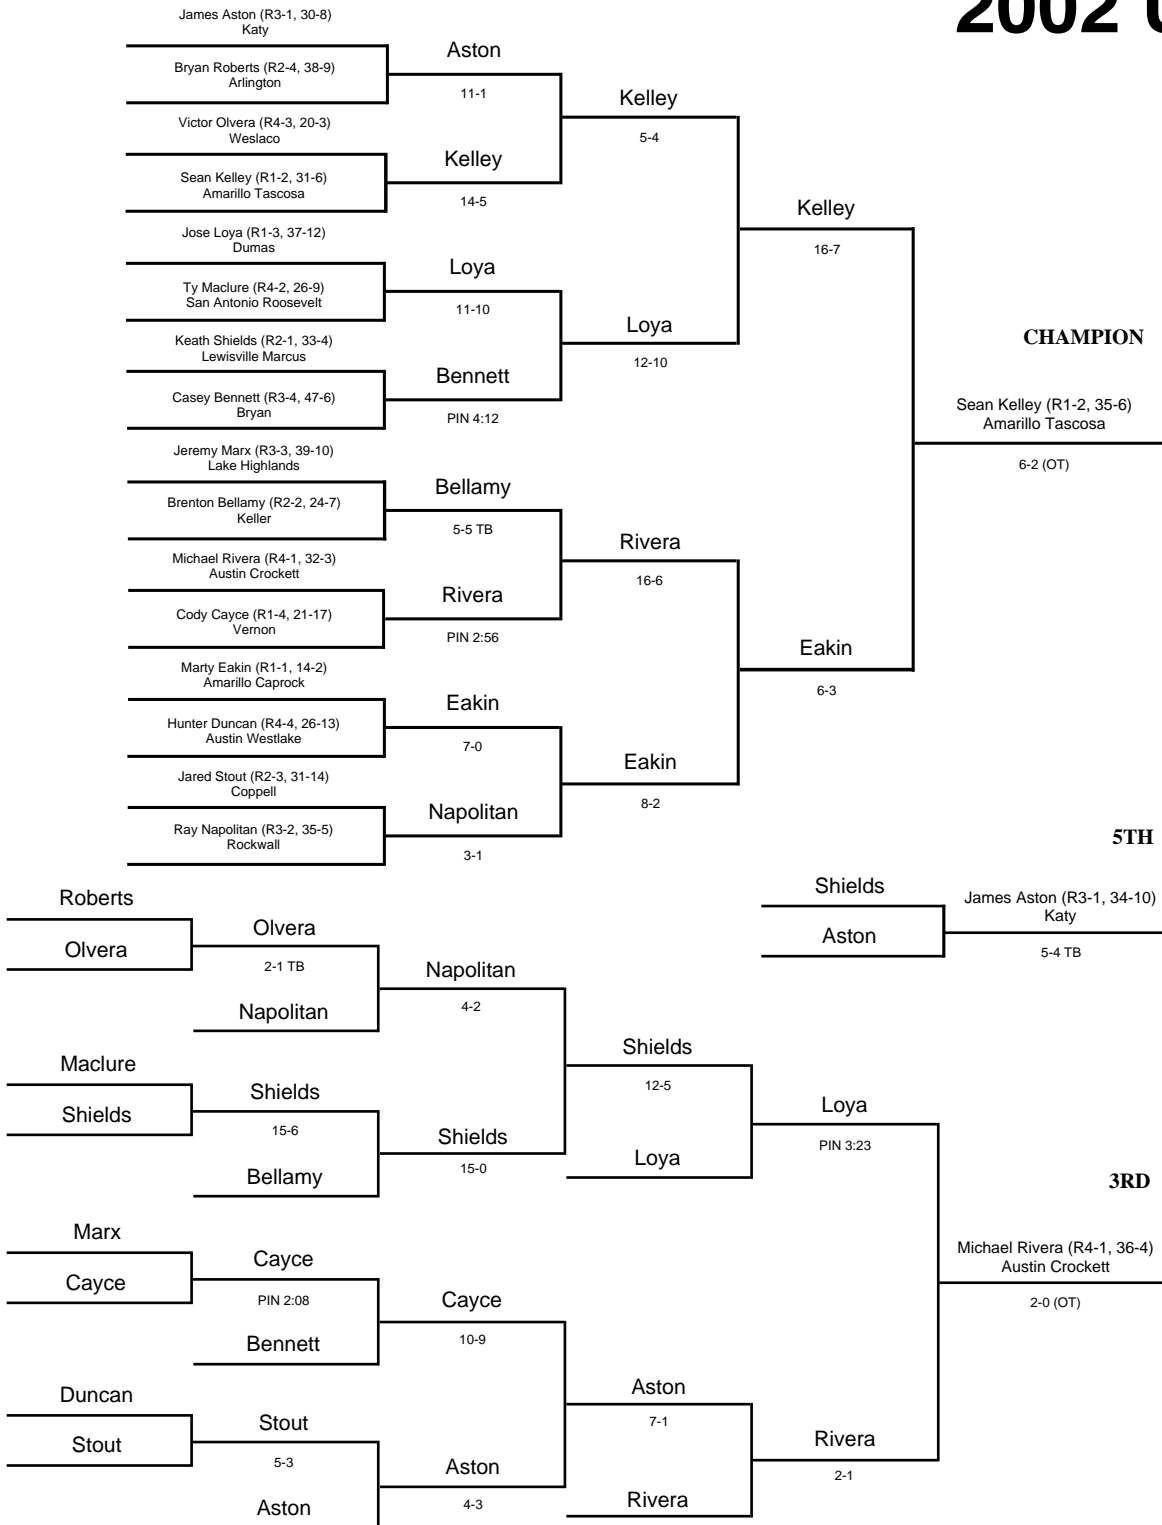 2002 U
James Aston (R3-1, 30-8)
Katy
Bryan Roberts (R2-4, 38-9)
Arlington
Victor Olvera (R4-3, 20-3)
Weslaco
Sean Kelley (R1-2, 31-6)
Amarillo Tascosa
Jose Loya (R1-3, 37-12)
Dumas
Ty Maclure (R4-2, 26-9)
San Antonio Roosevelt
Keath Shields (R2-1, 33-4)
Lewisville Marcus
Casey Bennett (R3-4, 47-6)
Bryan
Jeremy Marx (R3-3, 39-10)
Lake Highlands
Brenton Bellamy (R2-2, 24-7)
Keller
Michael Rivera (R4-1, 32-3)
Austin Crockett
Cody Cayce (R1-4, 21-17)
Vernon
Marty Eakin (R1-1, 14-2)
Amarillo Caprock
Hunter Duncan (R4-4, 26-13)
Austin Westlake
Jared Stout (R2-3, 31-14)
Coppell
Ray Napolitan (R3-2, 35-5)
Rockwall
Aston
11-1
Kelley
14-5
Loya
11-10
Bennett
PIN 4:12
Bellamy
5-5 TB
Rivera
PIN 2:56
Eakin
7-0
Napolitan
3-1
Kelley
5-4
Loya
12-10
Rivera
16-6
Eakin
8-2
Kelley
16-7
Eakin
6-3
CHAMPION
Sean Kelley (R1-2, 35-6)
Amarillo Tascosa
6-2 (OT)
5TH
Shields
Aston
James Aston (R3-1, 34-10)
Katy
5-4 TB
Roberts
Olvera
Maclure
Shields
Marx
Cayce
Duncan
Stout
Olvera
2-1 TB
Napolitan
Shields
15-6
Bellamy
Cayce
PIN 2:08
Bennett
Stout
5-3
Aston
Napolitan
4-2
Shields
15-0
Cayce
10-9
Aston
4-3
Shields
12-5
Loya
Aston
7-1
Rivera
Loya
PIN 3:23
Rivera
2-1
3RD
Michael Rivera (R4-1, 36-4)
Austin Crockett
2-0 (OT)